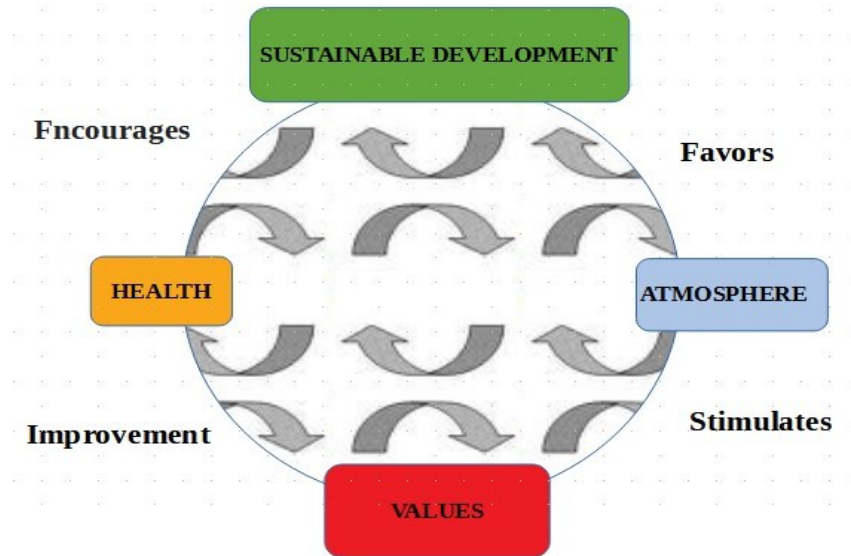 SUSTAINABLE DEVELOPMENT
Fncourages
Favors
HEALTH
ATMOSPHERE
Improvement
Stimulates
VALUES